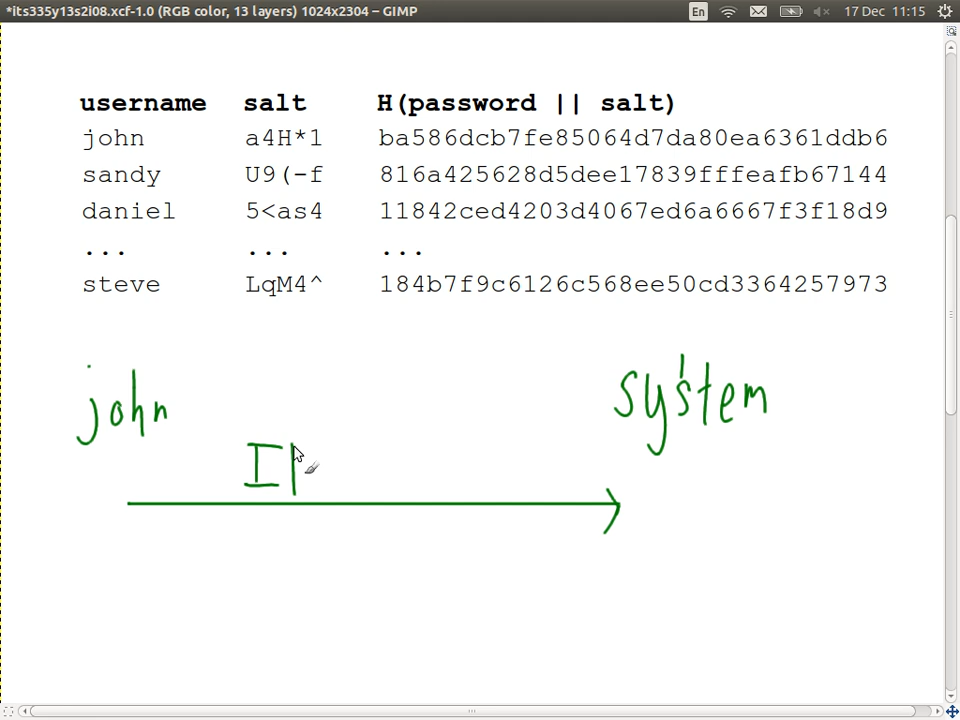 *its335y13s2i08.xcf-1.0 (RGB color, 13 layers) 1024x2304 – GIMP En 17 Dec 11:15
username salt H(password || salt)
john a4H*1 ba586dcb7fe85064d7da80ea6361ddb6
sandy U9(-f 816a425628d5dee17839fffeafb67144
daniel 5<as4 11842ced4203d4067ed6a6667f3f18d9
... ... ...
steve LqM4^ 184b7f9c6126c568ee50cd3364257973
john system